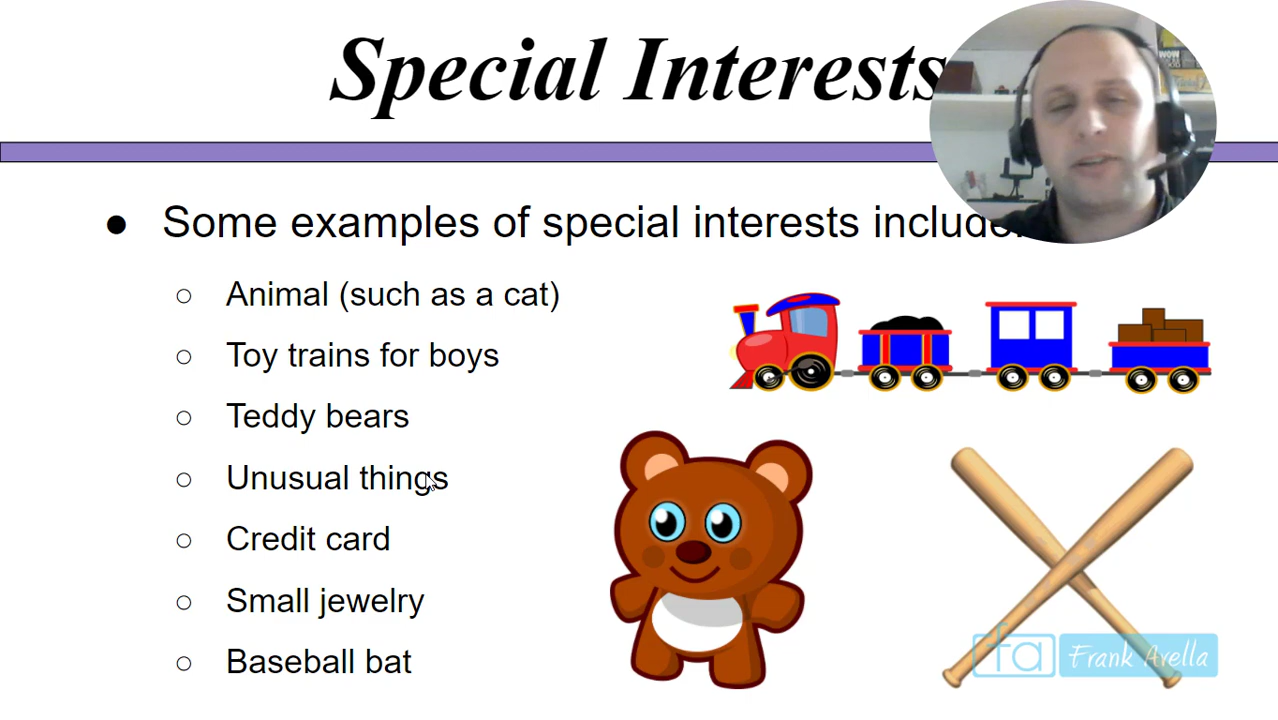 Special Interests
● Some examples of special interests include:
○ Animal (such as a cat)
○ Toy trains for boys
○ Teddy bears
○ Unusual things
○ Credit card
○ Small jewelry
○ Baseball bat
fa Frank Avella